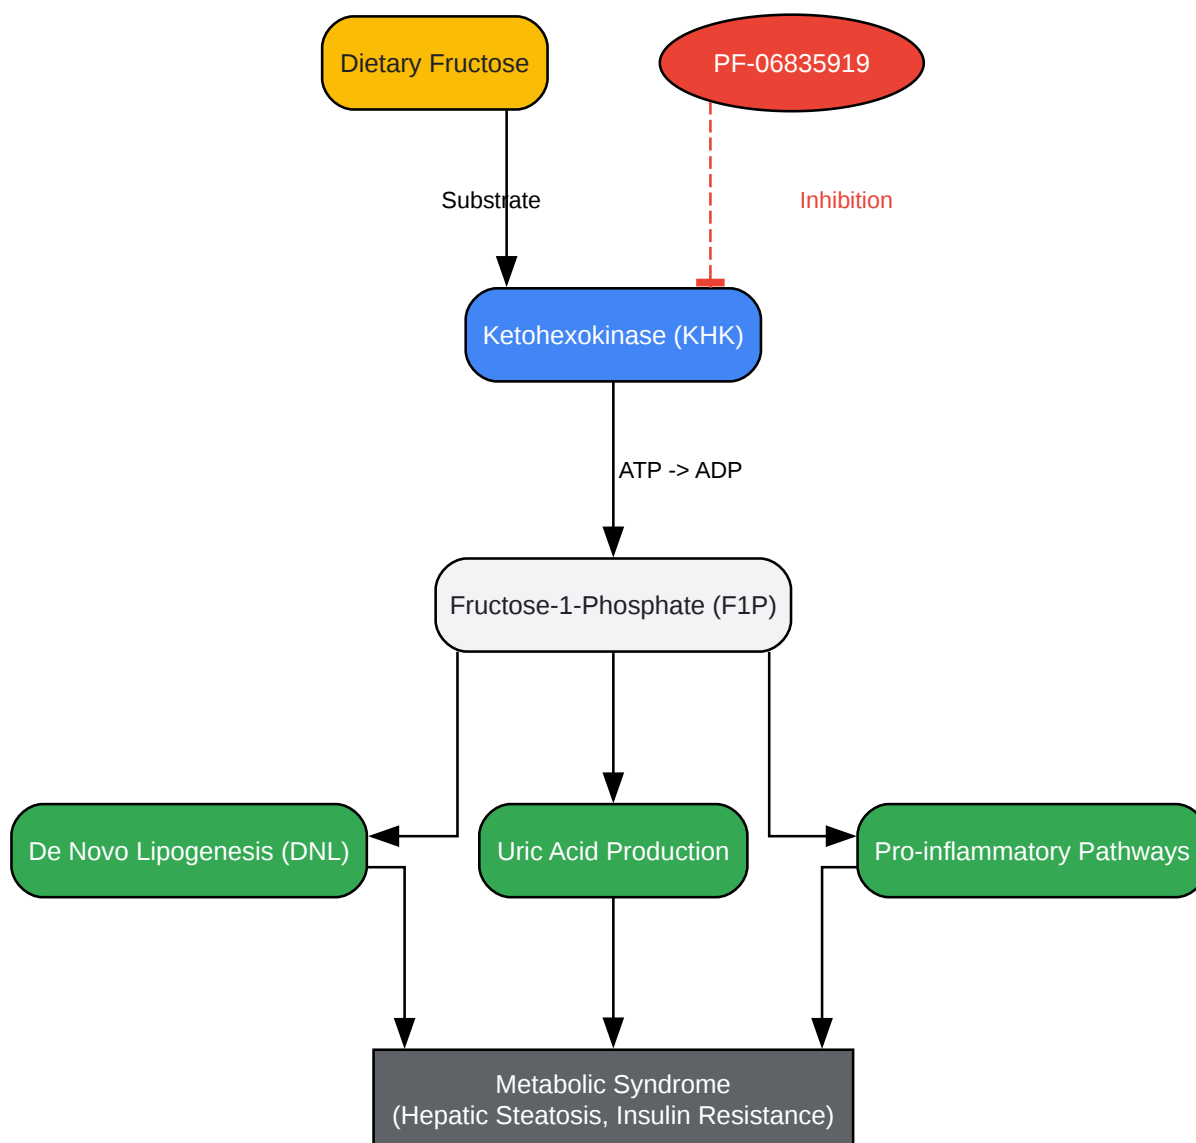 Dietary Fructose
PF-06835919
Substrate
Inhibition
Ketohexokinase (KHK)
ATP -> ADP
Fructose-1-Phosphate (F1P)
De Novo Lipogenesis (DNL)
Uric Acid Production
Pro-inflammatory Pathways
Metabolic Syndrome
(Hepatic Steatosis, Insulin Resistance)